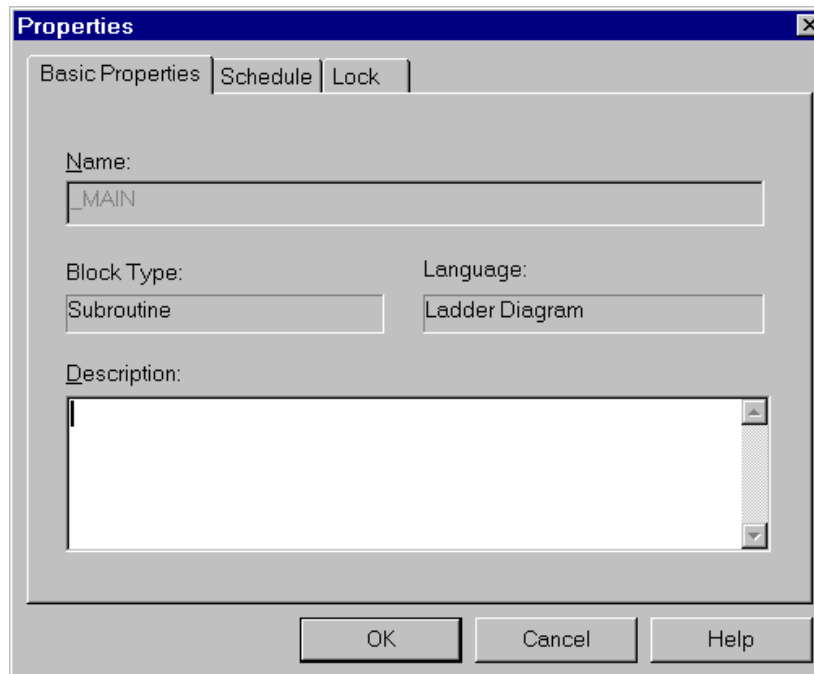 Properties
Basic Properties Schedule Lock
Name:
_MAIN
Block Type: Language:
Subroutine Ladder Diagram
Description:
OK Cancel Help